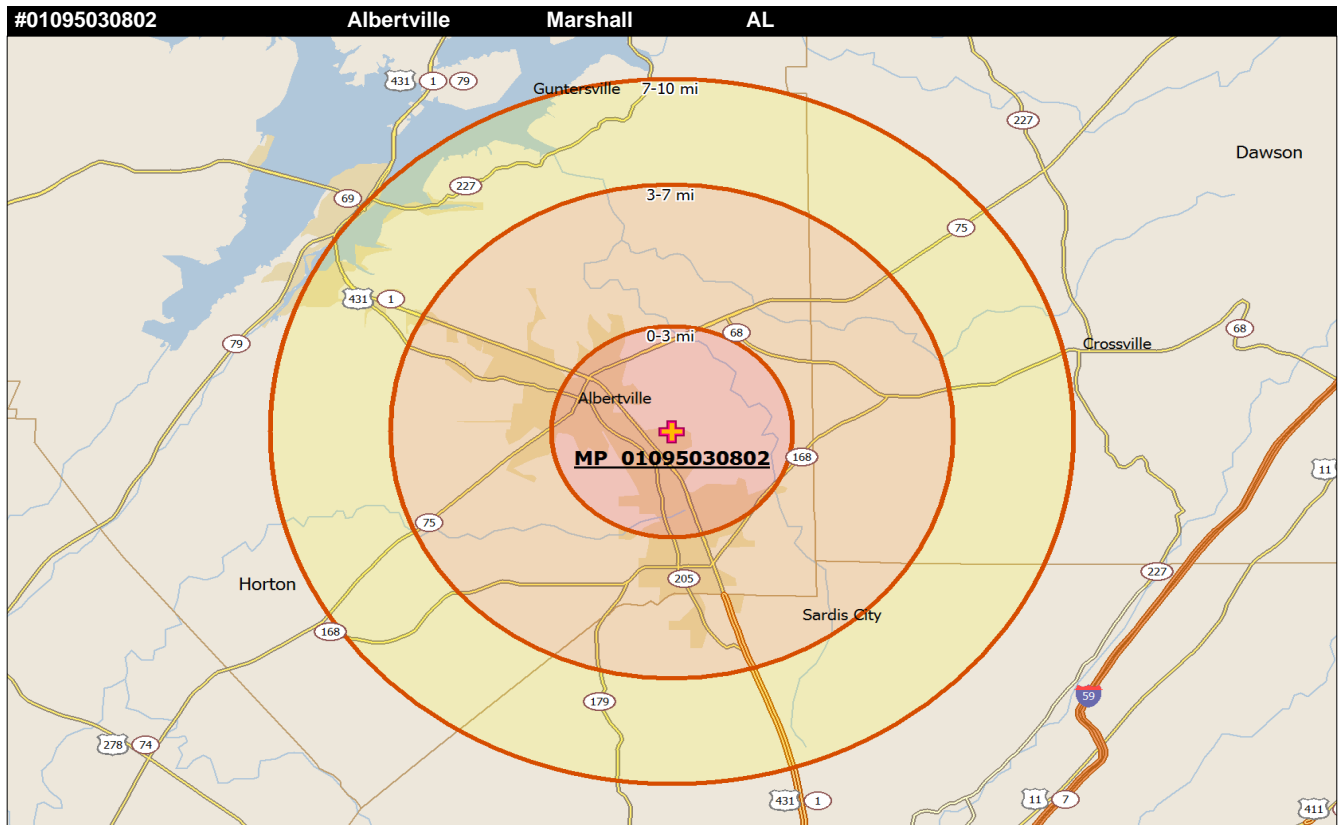 #01095030802 Albertville Marshall AL
431 1 79
Guntersville 7-10 mi
227
Dawson
69
227
3-7 mi
75
431 1
79
0-3 mi
68
68
Crossville
Albertville
MP 01095030802
168
11
75
227
205
Horton
Sardis City
168
59
179
278 74
431 1
11 7
411